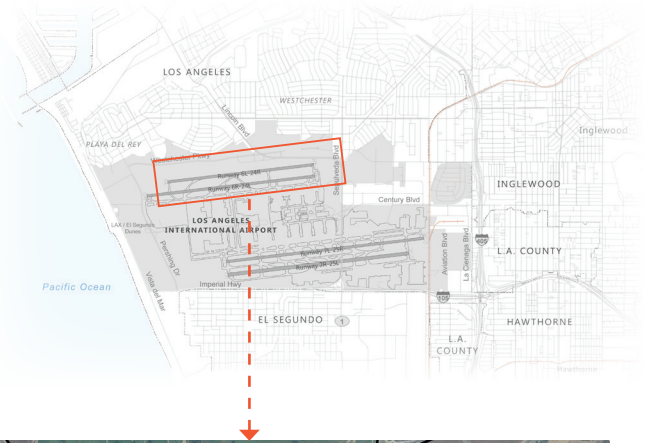 LOS ANGELES
WESTCHESTER
Lincoln Blvd
Inglewood
PLAYA DEL REY
Westchester Pkwy
Sepulveda Blvd
Runway 6L-24R
Runway 6R-24L
INGLEWOOD
Century Blvd
LAX / El Segundo
Dunes
LOS ANGELES
INTERNATIONAL AIRPORT
Pershing Dr
Aviation Blvd
La Cienega Blvd
405
L.A. COUNTY
Runway 7L-25R
Runway 7R-25L
Vista del Mar
Pacific Ocean
Imperial Hwy
105
EL SEGUNDO
1
HAWTHORNE
L.A.
COUNTY
Hawthorne